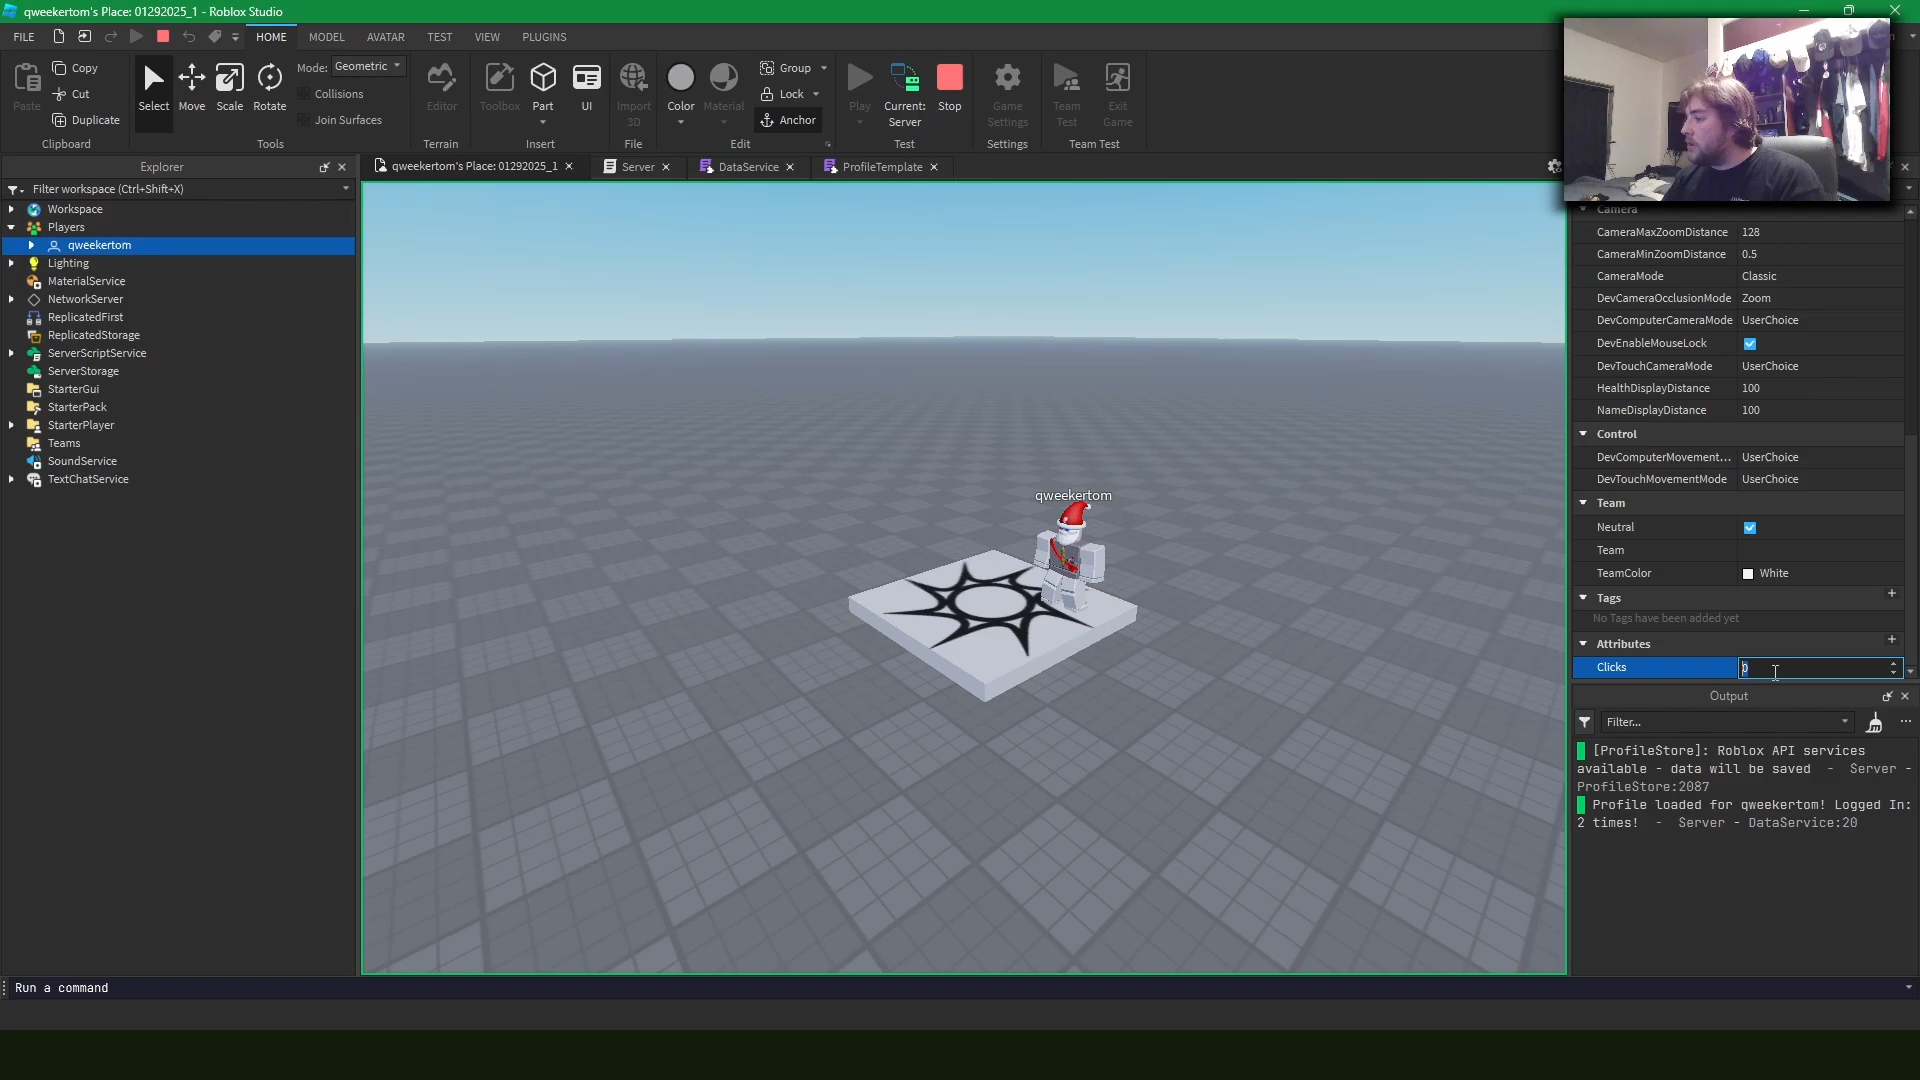 qweekertom's Place: 01292025_1 - Roblox Studio
FILE
HOME
MODEL
AVATAR
TEST
VIEW
PLUGINS
Paste
Copy
Cut
Duplicate
Clipboard
Select
Move
Scale
Rotate
Mode:
Geometric
Collisions
Join Surfaces
Tools
Editor
Terrain
Toolbox
Part
UI
Insert
Import
3D
File
Color
Material
Group
Lock
Anchor
Edit
Play
Current:
Server
Stop
Test
Game
Settings
Settings
Team
Test
Exit
Game
Team Test
Explorer
Filter workspace (Ctrl+Shift+X)
Workspace
Players
qweekertom
Lighting
MaterialService
NetworkServer
ReplicatedFirst
ReplicatedStorage
ServerScriptService
ServerStorage
StarterGui
StarterPack
StarterPlayer
Teams
SoundService
TextChatService
qweekertom's Place: 01292025_1
Server
DataService
ProfileTemplate
qweekertom
Camera
CameraMaxZoomDistance 128
CameraMinZoomDistance 0.5
CameraMode Classic
DevCameraOcclusionMode Zoom
DevComputerCameraMode UserChoice
DevEnableMouseLock
DevTouchCameraMode UserChoice
HealthDisplayDistance 100
NameDisplayDistance 100
Control
DevComputerMovement... UserChoice
DevTouchMovementMode UserChoice
Team
Neutral
Team
TeamColor White
Tags
No Tags have been added yet
Attributes
Clicks 0
Output
Filter...
[ProfileStore]: Roblox API services
available - data will be saved - Server -
ProfileStore:2087
Profile loaded for qweekertom! Logged In:
2 times! - Server - DataService:20
Run a command